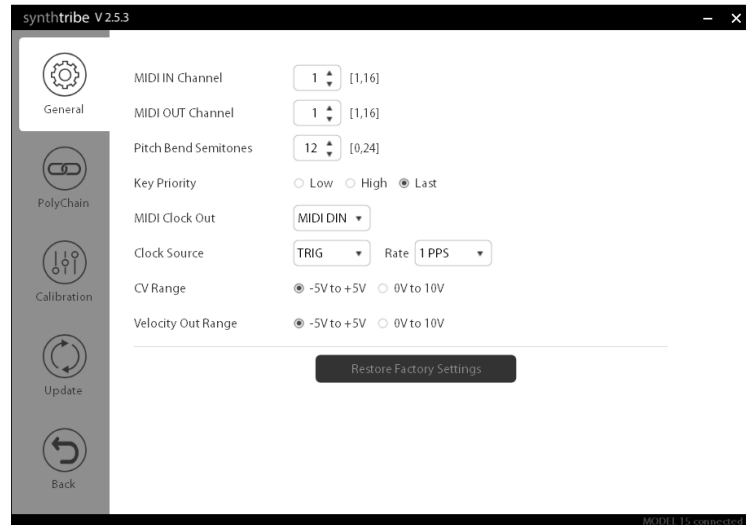 synthtribe V 2.5.3
General
PolyChain
Calibration
Update
Back
MIDI IN Channel 1 [1,16]
MIDI OUT Channel 1 [1,16]
Pitch Bend Semitones 12 [0,24]
Key Priority Low High Last
MIDI Clock Out MIDI DIN
Clock Source TRIG Rate 1 PPS
CV Range -5V to +5V 0V to 10V
Velocity Out Range -5V to +5V 0V to 10V
Restore Factory Settings
MODEL 15 connected